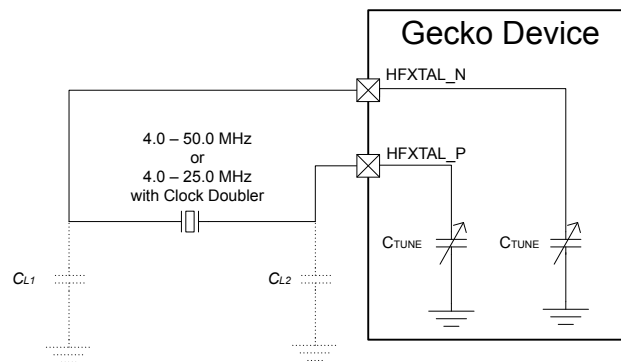 Gecko Device
HFXTAL_N
4.0 – 50.0 MHz
or
4.0 – 25.0 MHz
with Clock Doubler
HFXTAL_P
CTUNE
CTUNE
CL1
CL2